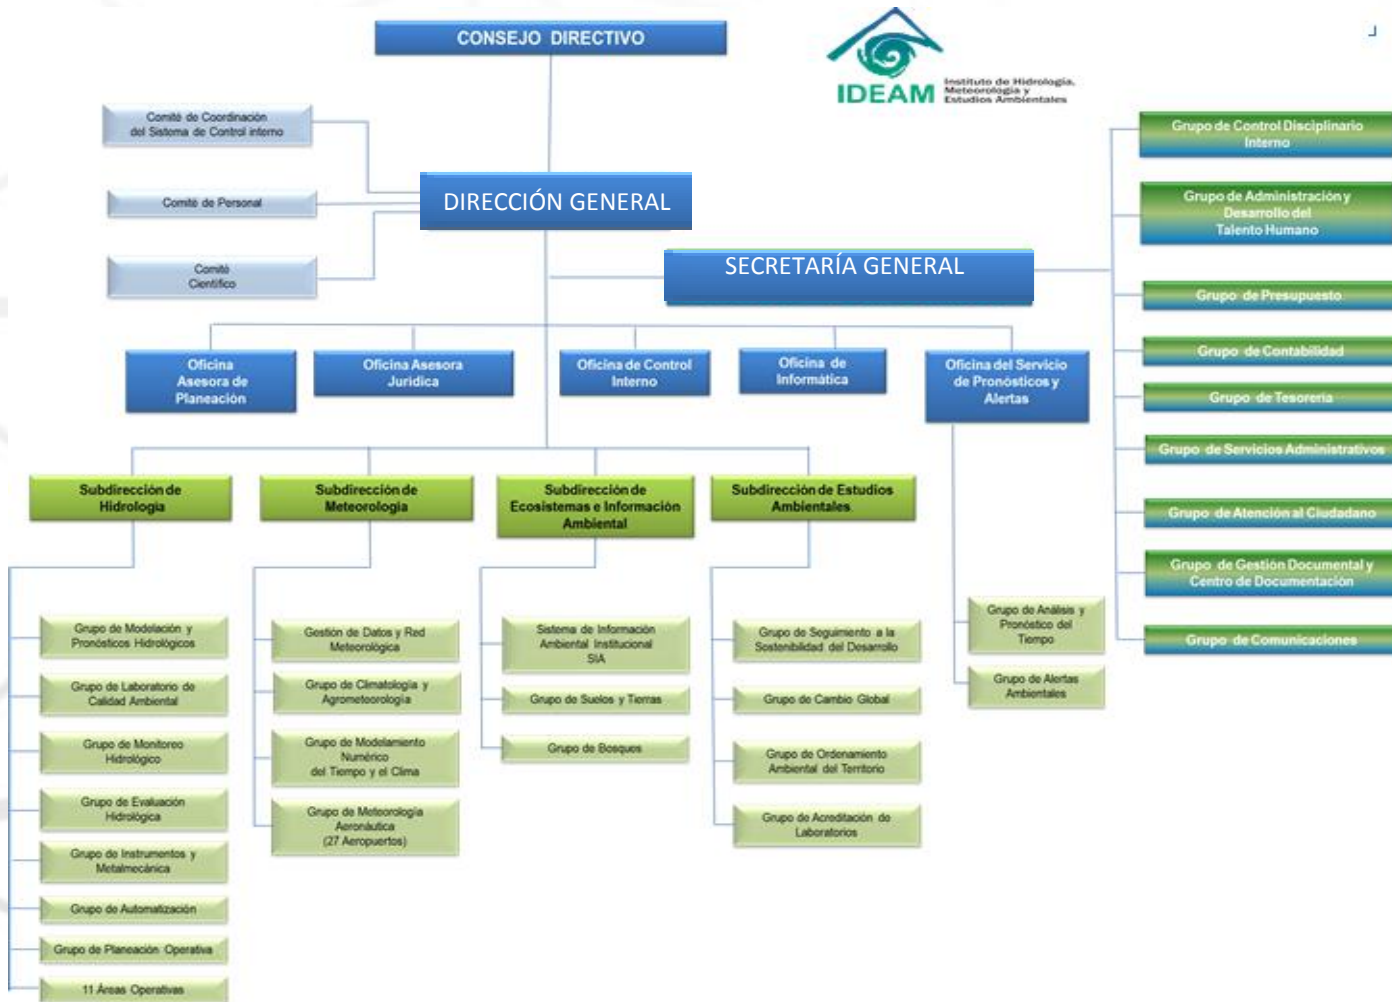 CONSEJO DIRECTIVO
IDEAM
Instituto de Hidrología,
Meteorología y
Estudios Ambientales
Comité de Coordinación
del Sistema de Control interno
Comité de Personal
Comité
Científico
DIRECCIÓN GENERAL
SECRETARÍA GENERAL
Grupo de Control Disciplinario
Interno
Grupo de Administración y
Desarrollo del
Talento Humano
Grupo de Presupuesto
Grupo de Contabilidad
Grupo de Tesorería
Grupo de Servicios Administrativos
Grupo de Atención al Ciudadano
Grupo de Gestión Documental y
Centro de Documentación
Grupo de Comunicaciones
Oficina
Asesora de
Planeación
Oficina Asesora
Jurídica
Oficina de Control
Interno
Oficina de
Informática
Oficina del Servicio
de Pronósticos y
Alertas
Grupo de Análisis y
Pronóstico del
Tiempo
Grupo de Alertas
Ambientales
Subdirección de
Hidrología
Grupo de Modelación y
Pronósticos Hidrológicos
Grupo de Laboratorio de
Calidad Ambiental
Grupo de Monitoreo
Hidrológico
Grupo de Evaluación
Hidrológica
Grupo de Instrumentos y
Metalmecánica
Grupo de Automatización
Grupo de Planeación Operativa
11 Áreas Operativas
Subdirección de
Meteorología
Gestión de Datos y Red
Meteorológica
Grupo de Climatología y
Agrometeorología
Grupo de Modelamiento
Numérico
del Tiempo y el Clima
Grupo de Meteorología
Aeronáutica
(27 Aeropuertos)
Subdirección de
Ecosistemas e Información
Ambiental
Sistema de Información
Ambiental Institucional
SIA
Grupo de Suelos y Tierras
Grupo de Bosques
Subdirección de Estudios
Ambientales
Grupo de Seguimiento a la
Sostenibilidad del Desarrollo
Grupo de Cambio Global
Grupo de Ordenamiento
Ambiental del Territorio
Grupo de Acreditación de
Laboratorios